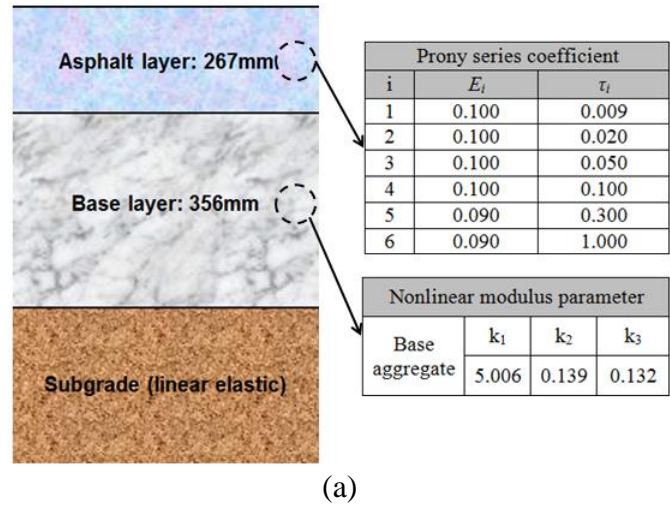 Asphalt layer: 267mm
Base layer: 356mm
Subgrade (linear elastic)
Prony series coefficient
i E_i τ_i
1 0.100 0.009
2 0.100 0.020
3 0.100 0.050
4 0.100 0.100
5 0.090 0.300
6 0.090 1.000
Nonlinear modulus parameter
Base aggregate k₁ k₂ k₃
5.006 0.139 0.132
(a)